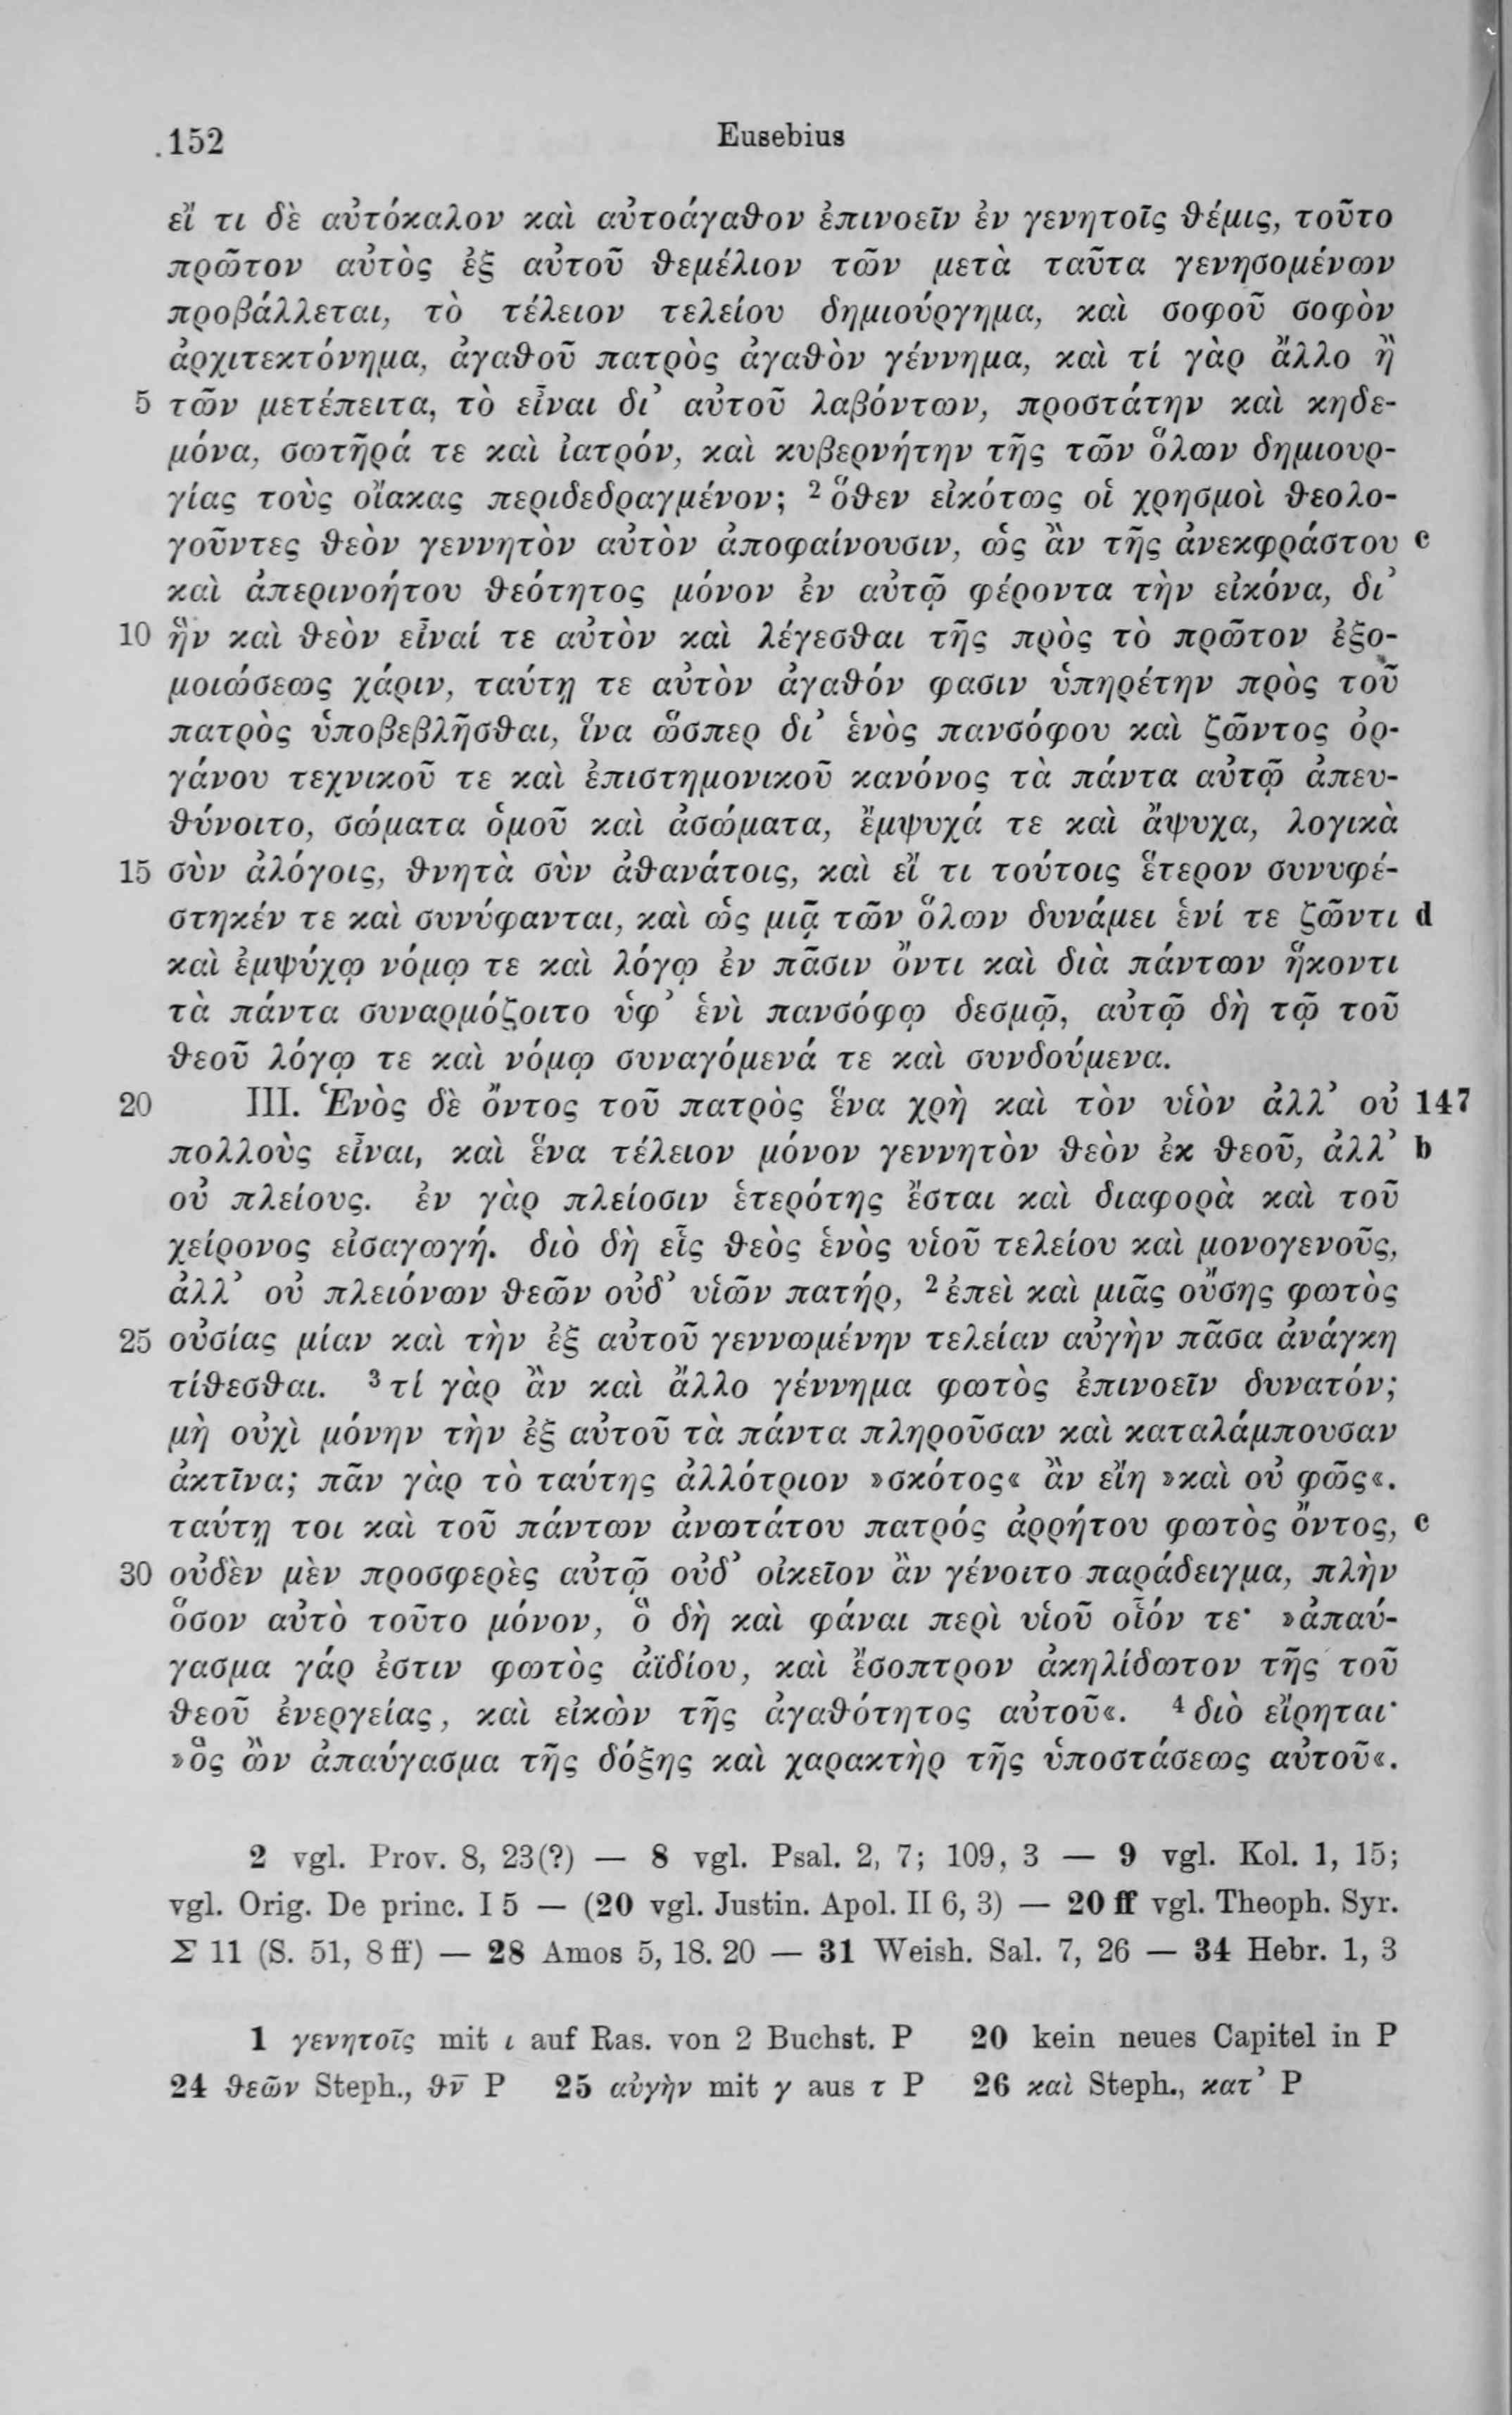 152 Eusebius
εἴ τι δὲ αὐτόκαλον καὶ αὐτοάγαθον ἐπινοεῖν ἐν γενητοῖς θέμις, τοῦτο
πρῶτον αὐτὸς ἐξ αὐτοῦ θεμέλιον τῶν μετὰ ταῦτα γενησομένων
προβάλλεται, τὸ τέλειον τελείου δημιούργημα, καὶ σοφοῦ σοφὸν
ἀρχιτεκτόνημα, ἀγαθοῦ πατρὸς ἀγαθὸν γέννημα, καὶ τί γὰρ ἄλλο ἢ
5 τῶν μετέπειτα, τὸ εἶναι δι’ αὐτοῦ λαβόντων, προστάτην καὶ κηδε-
μόνα, σωτῆρά τε καὶ ἰατρόν, καὶ κυβερνήτην τῆς τῶν ὅλων δημιουρ-
γίας τοὺς οἴακας περιδεδραγμένον; 2 ὅθεν εἰκότως οἱ χρησμοὶ θεολο-
γοῦντες θεὸν γεννητὸν αὐτὸν ἀποφαίνουσιν, ὡς ἂν τῆς ἀνεκφράστου c
καὶ ἀπερινοήτου θεότητος μόνον ἐν αὐτῷ φέροντα τὴν εἰκόνα, δι’
10 ἣν καὶ θεὸν εἶναί τε αὐτὸν καὶ λέγεσθαι τῆς πρὸς τὸ πρῶτον ἐξο-
μοιώσεως χάριν, ταύτῃ τε αὐτὸν ἀγαθόν φασιν ὑπηρέτην πρὸς τοῦ
πατρὸς ὑποβεβλῆσθαι, ἵνα ὥσπερ δι’ ἑνὸς πανσόφου καὶ ζῶντος ὀρ-
γάνου τεχνικοῦ τε καὶ ἐπιστημονικοῦ κανόνος τὰ πάντα αὐτῷ ἀπευ-
θύνοιτο, σώματα ὁμοῦ καὶ ἀσώματα, ἔμψυχά τε καὶ ἄψυχα, λογικὰ
15 σὺν ἀλόγοις, θνητὰ σὺν ἀθανάτοις, καὶ εἴ τι τούτοις ἕτερον συνυφέ-
στηκέν τε καὶ συνύφανται, καὶ ὡς μιᾷ τῶν ὅλων δυνάμει ἑνί τε ζῶντι d
καὶ ἐμψύχῳ νόμῳ τε καὶ λόγῳ ἐν πᾶσιν ὄντι καὶ διὰ πάντων ἥκοντι
τὰ πάντα συναρμόζοιτο ὑφ’ ἑνὶ πανσόφῳ δεσμῷ, αὐτῷ δὴ τῷ τοῦ
θεοῦ λόγῳ τε καὶ νόμῳ συναγόμενά τε καὶ συνδούμενα.
20 III. Ἑνὸς δὲ ὄντος τοῦ πατρὸς ἕνα χρὴ καὶ τὸν υἱὸν ἀλλ’ οὐ 147
πολλοὺς εἶναι, καὶ ἕνα τέλειον μόνον γεννητὸν θεὸν ἐκ θεοῦ, ἀλλ’ b
οὐ πλείους. ἐν γὰρ πλείοσιν ἑτερότης ἔσται καὶ διαφορὰ καὶ τοῦ
χείρονος εἰσαγωγή. διὸ δὴ εἷς θεὸς ἑνὸς υἱοῦ τελείου καὶ μονογενοῦς,
ἀλλ’ οὐ πλειόνων θεῶν οὐδ’ υἱῶν πατήρ, 2 ἐπεὶ καὶ μιᾶς οὔσης φωτὸς
25 οὐσίας μίαν καὶ τὴν ἐξ αὐτοῦ γεννωμένην τελείαν αὐγὴν πᾶσα ἀνάγκη
τίθεσθαι. 3 τί γὰρ ἂν καὶ ἄλλο γέννημα φωτὸς ἐπινοεῖν δυνατόν;
μὴ οὐχὶ μόνην τὴν ἐξ αὐτοῦ τὰ πάντα πληροῦσαν καὶ καταλάμπουσαν
ἀκτῖνα; πᾶν γὰρ τὸ ταύτης ἀλλότριον »σκότος« ἂν εἴη »καὶ οὐ φῶς«.
ταύτῃ τοι καὶ τοῦ πάντων ἀνωτάτου πατρός ἀρρήτου φωτὸς ὄντος, c
30 οὐδὲν μὲν προσφερὲς αὐτῷ οὐδ’ οἰκεῖον ἂν γένοιτο παράδειγμα, πλὴν
ὅσον αὐτὸ τοῦτο μόνον, ὃ δὴ καὶ φάναι περὶ υἱοῦ οἷόν τε· »ἀπαύ-
γασμα γάρ ἐστιν φωτὸς ἀϊδίου, καὶ ἔσοπτρον ἀκηλίδωτον τῆς τοῦ
θεοῦ ἐνεργείας, καὶ εἰκὼν τῆς ἀγαθότητος αὐτοῦ«. 4 διὸ εἴρηται·
»ὃς ὢν ἀπαύγασμα τῆς δόξης καὶ χαρακτὴρ τῆς ὑποστάσεως αὐτοῦ«.
2 vgl. Prov. 8, 23(?) — 8 vgl. Psal. 2, 7; 109, 3 — 9 vgl. Kol. 1, 15;
vgl. Orig. De princ. I 5 — (20 vgl. Justin. Apol. II 6, 3) — 20 ff vgl. Theoph. Syr.
Σ 11 (S. 51, 8 ff) — 28 Amos 5, 18. 20 — 31 Weish. Sal. 7, 26 — 34 Hebr. 1, 3
1 γενητοῖς mit ι auf Ras. von 2 Buchst. P 20 kein neues Capitel in P
24 θεῶν Steph., θν̅ P 25 αὐγὴν mit γ aus τ P 26 καὶ Steph., κατ’ P